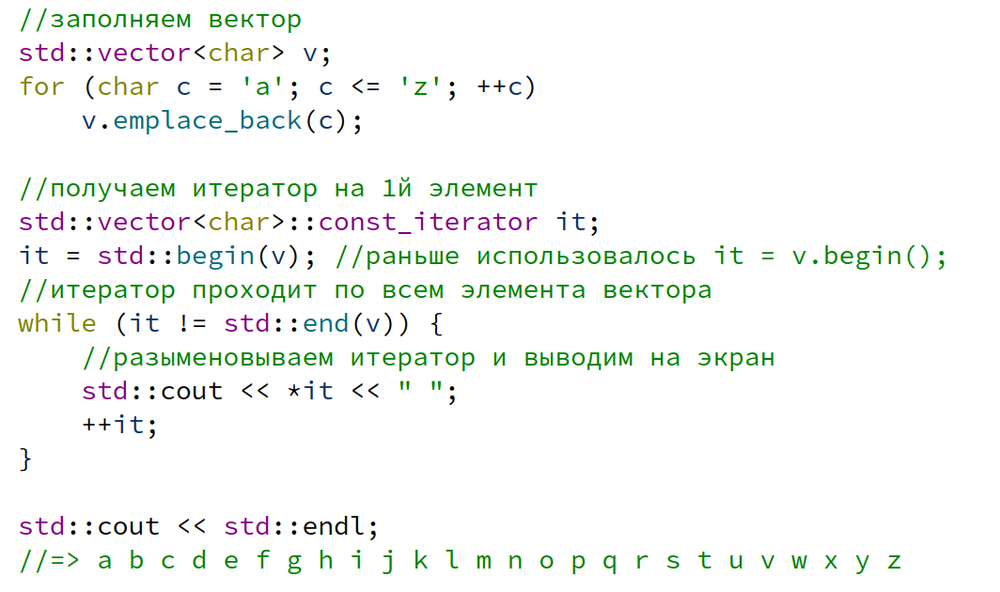 //заполняем вектор
std::vector<char> v;
for (char c = 'a'; c <= 'z'; ++c)
    v.emplace_back(c);

//получаем итератор на 1й элемент
std::vector<char>::const_iterator it;
it = std::begin(v); //раньше использовалось it = v.begin();
//итератор проходит по всем элемента вектора
while (it != std::end(v)) {
    //разыменовываем итератор и выводим на экран
    std::cout << *it << " ";
    ++it;
}

std::cout << std::endl;
//=> a b c d e f g h i j k l m n o p q r s t u v w x y z